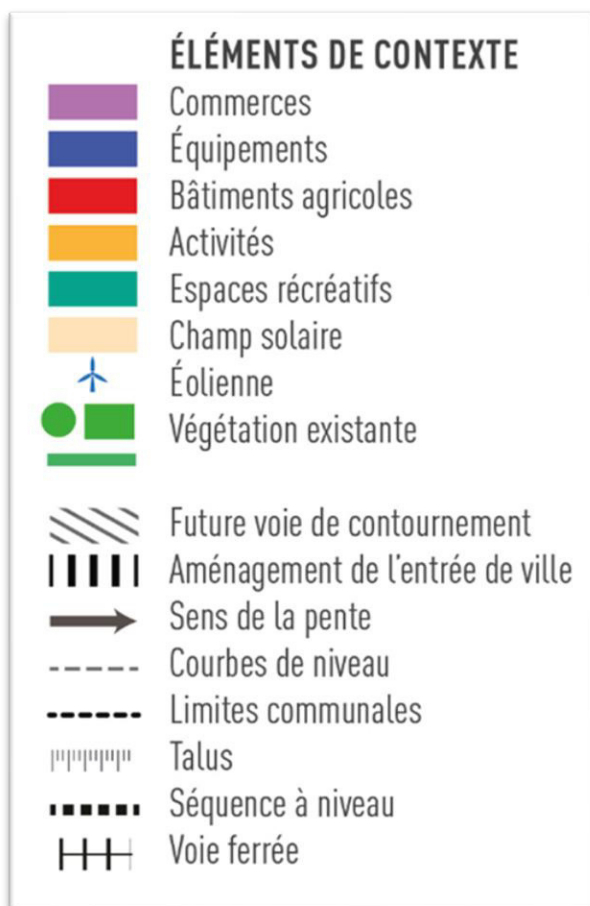 ÉLÉMENTS DE CONTEXTE
Commerces
Équipements
Bâtiments agricoles
Activités
Espaces récréatifs
Champ solaire
Éolienne
Végétation existante
Future voie de contournement
Aménagement de l'entrée de ville
Sens de la pente
Courbes de niveau
Limites communales
Talus
Séquence à niveau
Voie ferrée